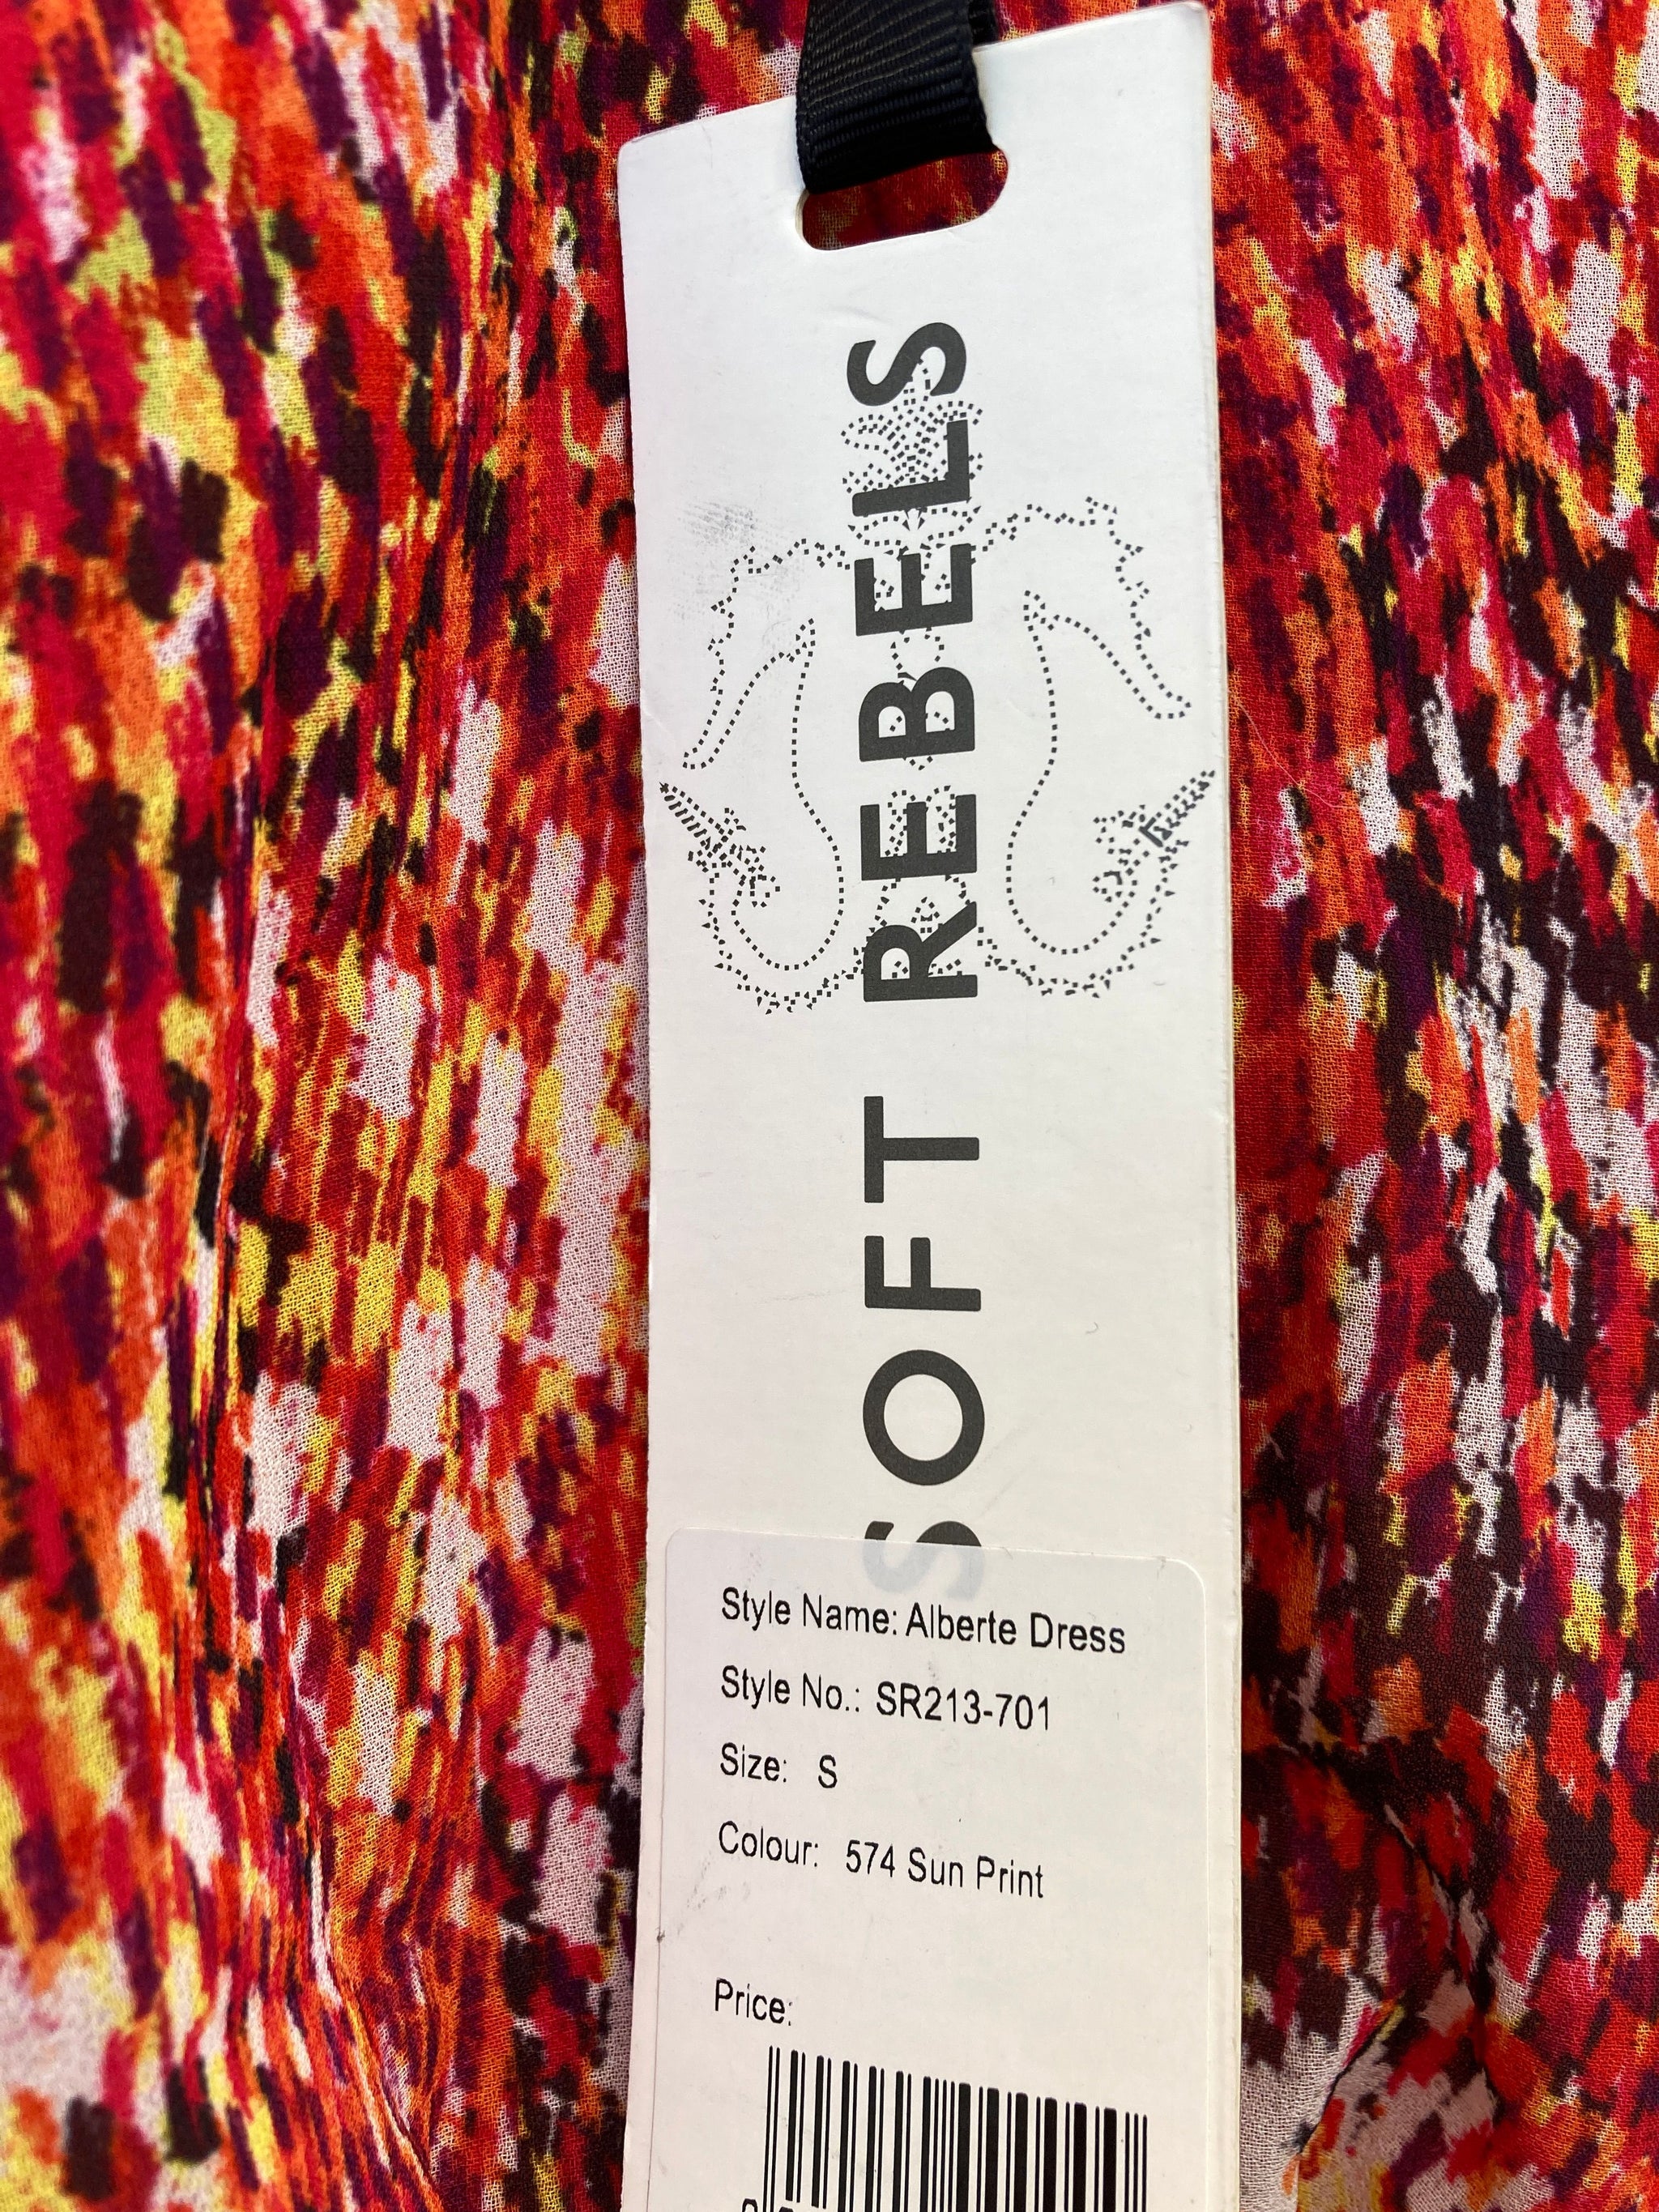 SOFT REBELS
Style Name: Alberte Dress
Style No.: SR213-701
Size: S
Colour: 574 Sun Print
Price: